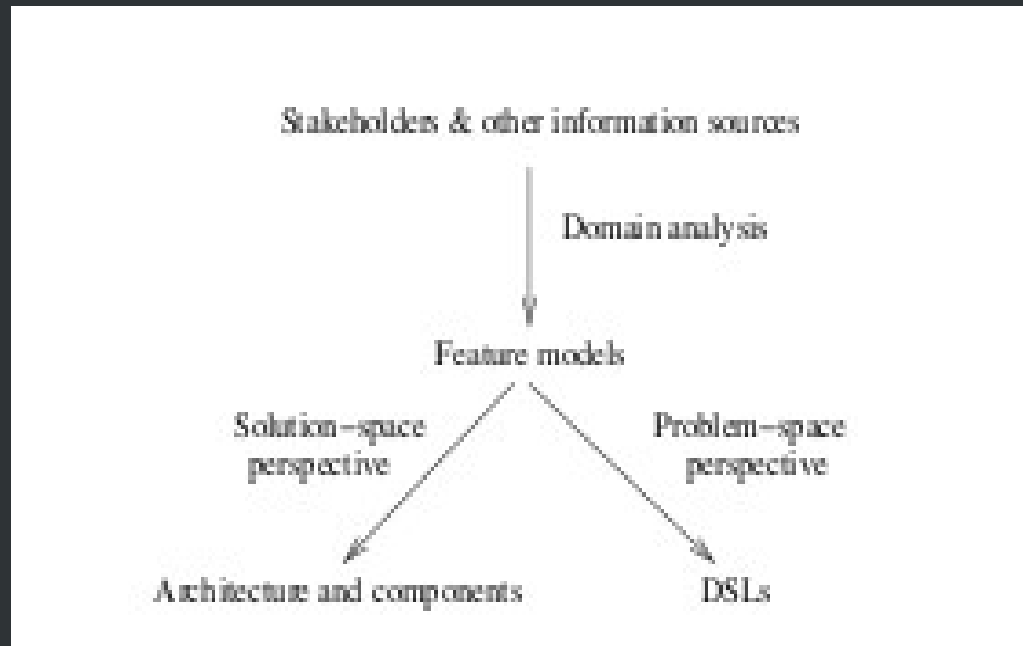 Stakeholders & other information sources
Domain analysis
Feature models
Solution–space
perspective
Problem–space
perspective
Architecture and components
DSLs